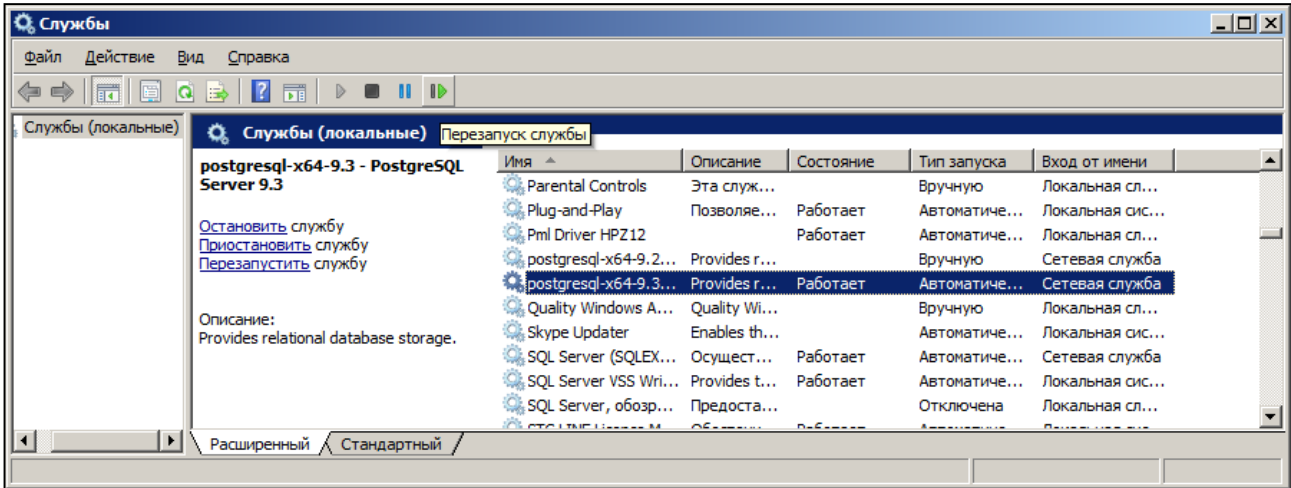 Службы
Файл Действие Вид Справка
Службы (локальные)
Службы (локальные)
Перезапуск службы
postgresql-x64-9.3 - PostgreSQL
Server 9.3
Остановить службу
Приостановить службу
Перезапустить службу
Описание:
Provides relational database storage.
Имя Описание Состояние Тип запуска Вход от имени
Parental Controls Эта служ... Вручную Локальная сл...
Plug-and-Play Позволяе... Работает Автоматиче... Локальная сис...
Pml Driver HPZ12 Работает Автоматиче... Локальная сл...
postgresql-x64-9.2... Provides r... Вручную Сетевая служба
postgresql-x64-9.3... Provides r... Работает Автоматиче... Сетевая служба
Quality Windows A... Quality Wi... Вручную Локальная сис...
Skype Updater Enables th... Автоматиче... Локальная сис...
SQL Server (SQLEX... Осущест... Работает Автоматиче... Сетевая служба
SQL Server VSS Wri... Provides t... Работает Автоматиче... Локальная сис...
SQL Server, обозр... Предоста... Отключена Локальная сл...
Расширенный Стандартный